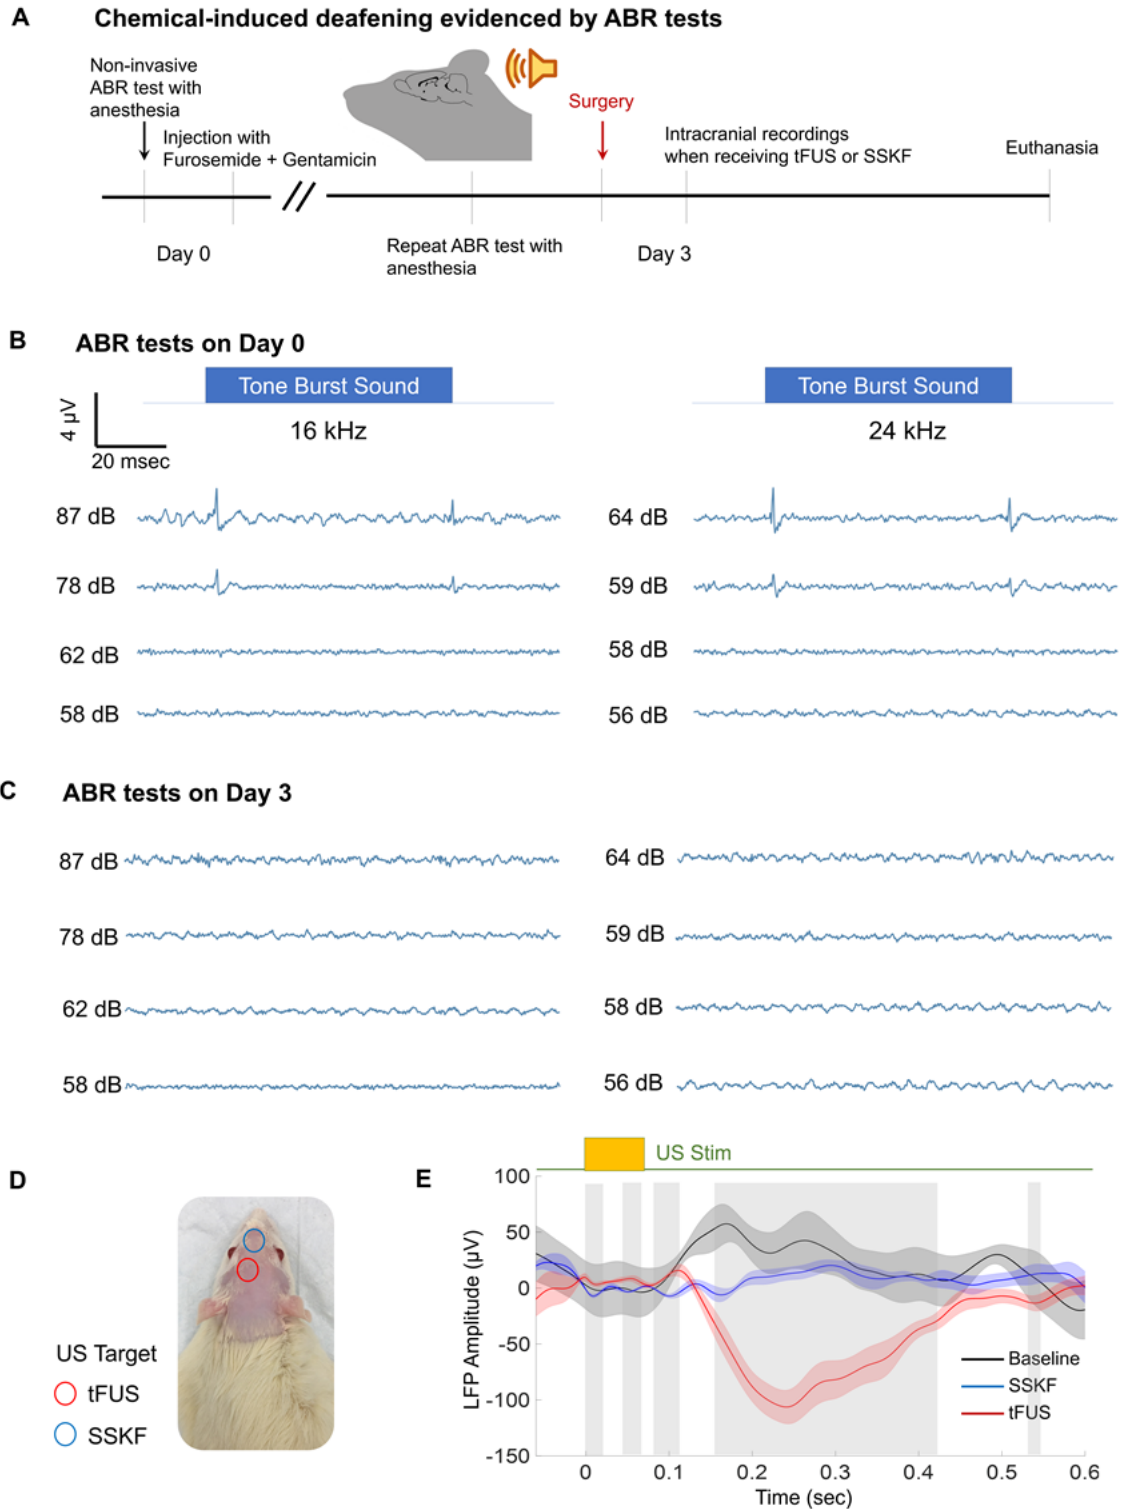 A
Chemical-induced deafening evidenced by ABR tests
Non-invasive
ABR test with
anesthesia
Injection with
Furosemide + Gentamicin
Surgery
Intracranial recordings
when receiving tFUS or SSKF
Euthanasia
Day 0
Repeat ABR test with
anesthesia
Day 3
B
ABR tests on Day 0
Tone Burst Sound
Tone Burst Sound
4 µV
20 msec
16 kHz
24 kHz
87 dB
64 dB
78 dB
59 dB
62 dB
58 dB
58 dB
56 dB
C
ABR tests on Day 3
87 dB
64 dB
78 dB
59 dB
62 dB
58 dB
58 dB
56 dB
D
US Target
tFUS
SSKF
E
US Stim
LFP Amplitude (µV)
100
50
0
-50
-100
-150
Baseline
SSKF
tFUS
0 0.1 0.2 0.3 0.4 0.5 0.6
Time (sec)